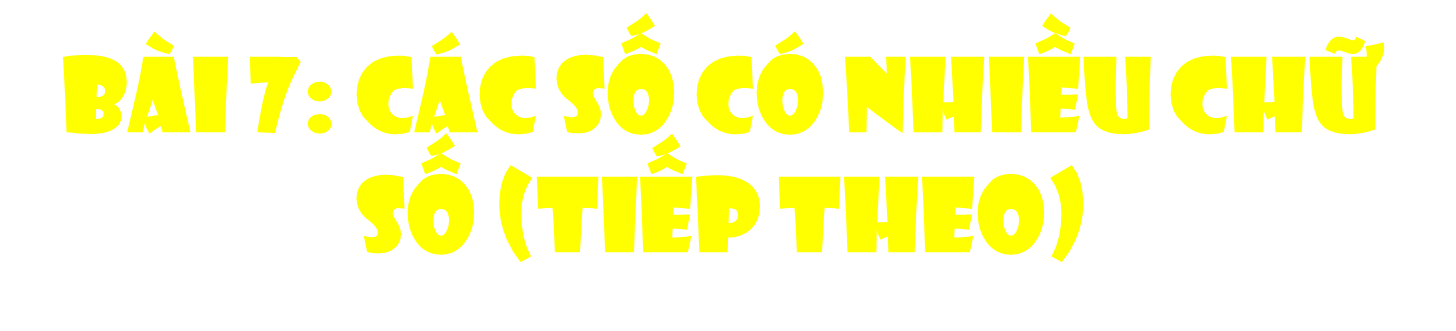 BÀI 7: CÁC SỐ CÓ NHIỀU CHỮ
SỐ (TIẾP THEO)